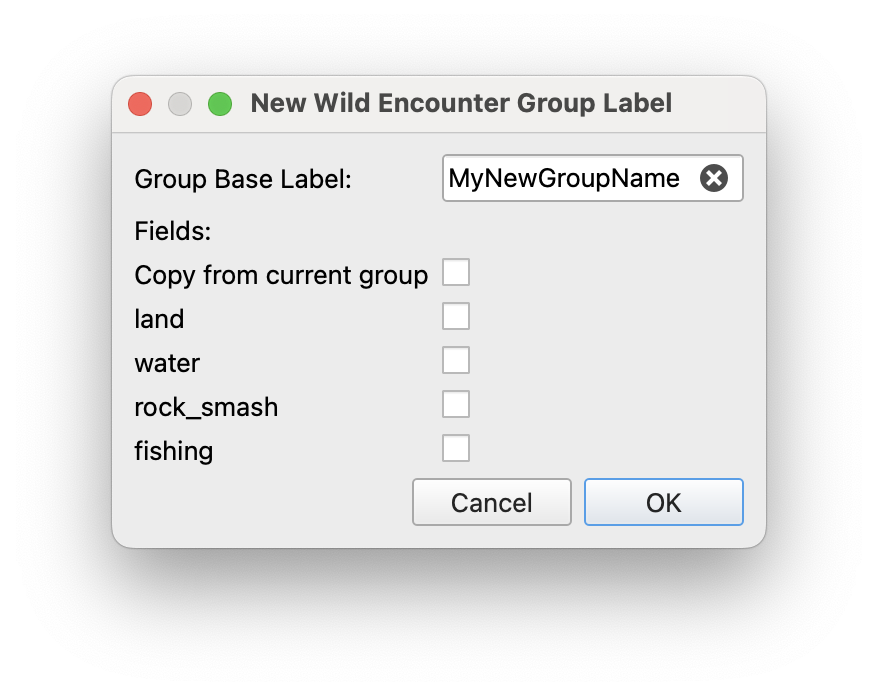 New Wild Encounter Group Label
Group Base Label: MyNewGroupName
Fields:
Copy from current group
land
water
rock_smash
fishing
Cancel OK